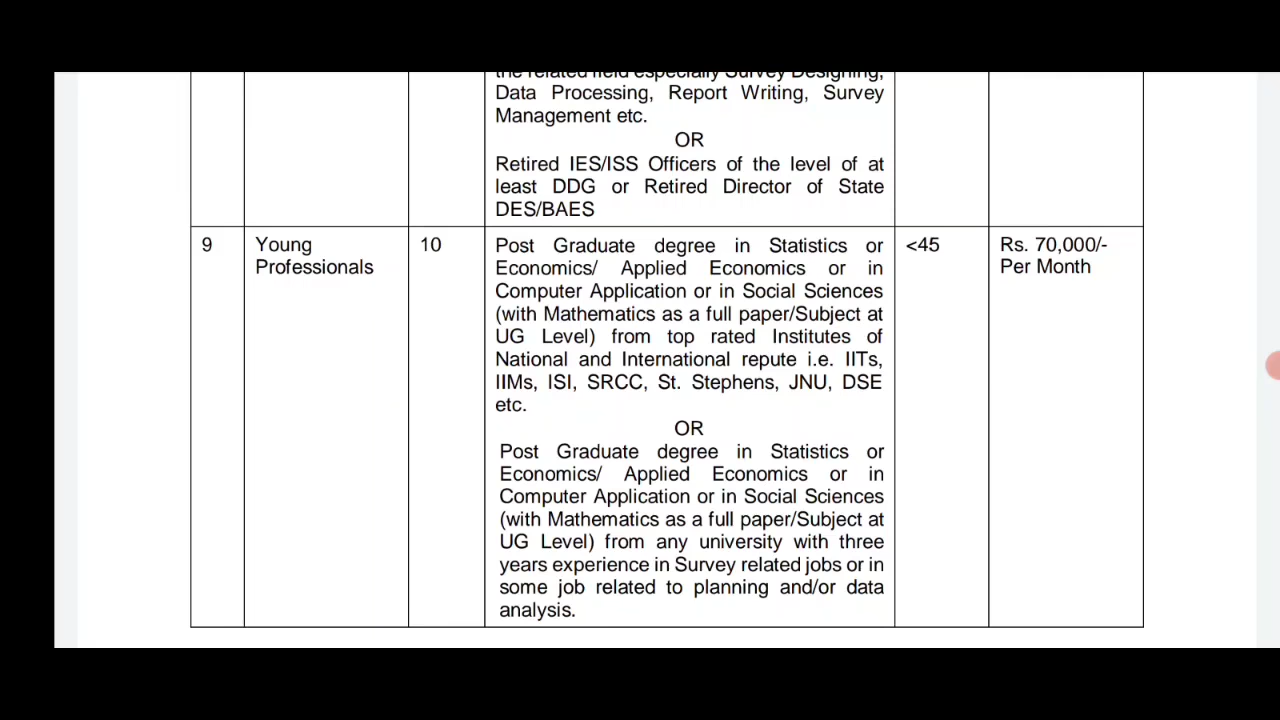 the related field especially Survey Designing,
Data Processing, Report Writing, Survey
Management etc.
OR
Retired IES/ISS Officers of the level of at
least DDG or Retired Director of State
DES/BAES
9
Young
Professionals
10
Post Graduate degree in Statistics or
Economics/ Applied Economics or in
Computer Application or in Social Sciences
(with Mathematics as a full paper/Subject at
UG Level) from top rated Institutes of
National and International repute i.e. IITs,
IIMs, ISI, SRCC, St. Stephens, JNU, DSE
etc.
OR
Post Graduate degree in Statistics or
Economics/ Applied Economics or in
Computer Application or in Social Sciences
(with Mathematics as a full paper/Subject at
UG Level) from any university with three
years experience in Survey related jobs or in
some job related to planning and/or data
analysis.
<45
Rs. 70,000/-
Per Month